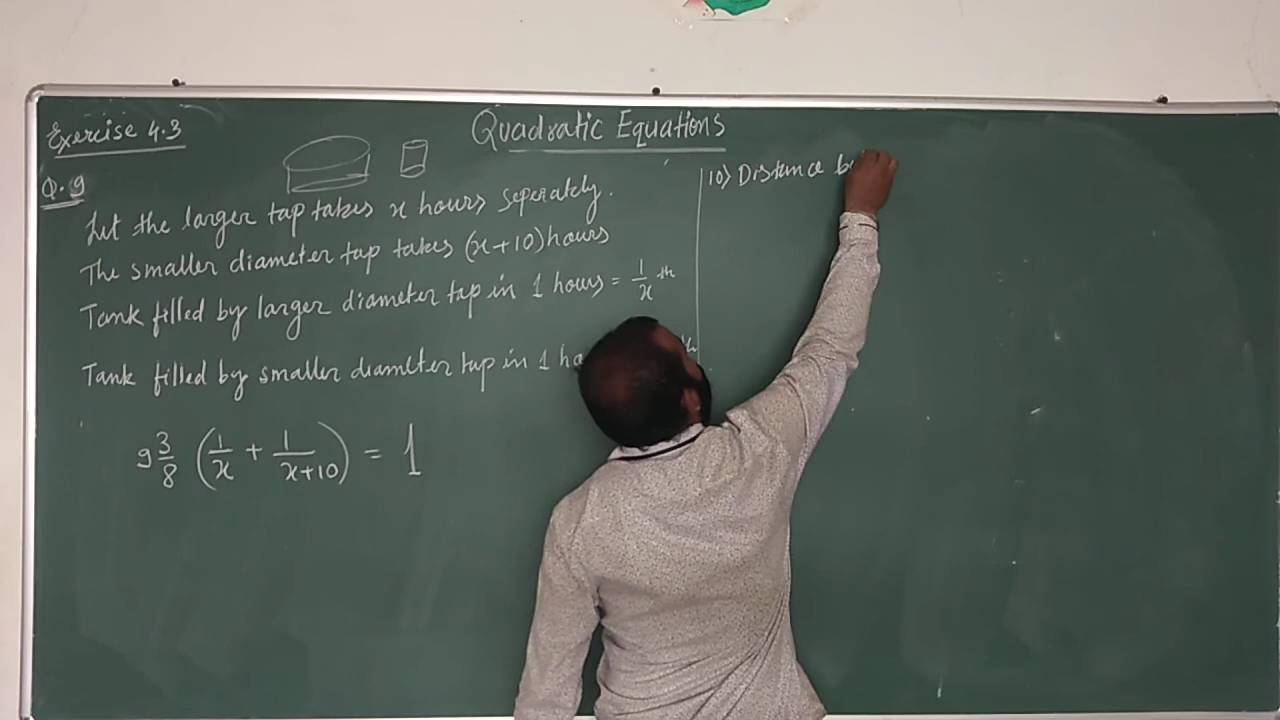 Exercise 4.3
Quadratic Equations
Q.9
Let the larger tap takes x hours seperately.
The smaller diameter tap takes (x+10) hours
Tank filled by larger diameter tap in 1 hours = 1/x th
Tank filled by smaller diameter tap in 1 ho th
9 3/8 (1/x + 1/x+10) = 1
10) Distance b